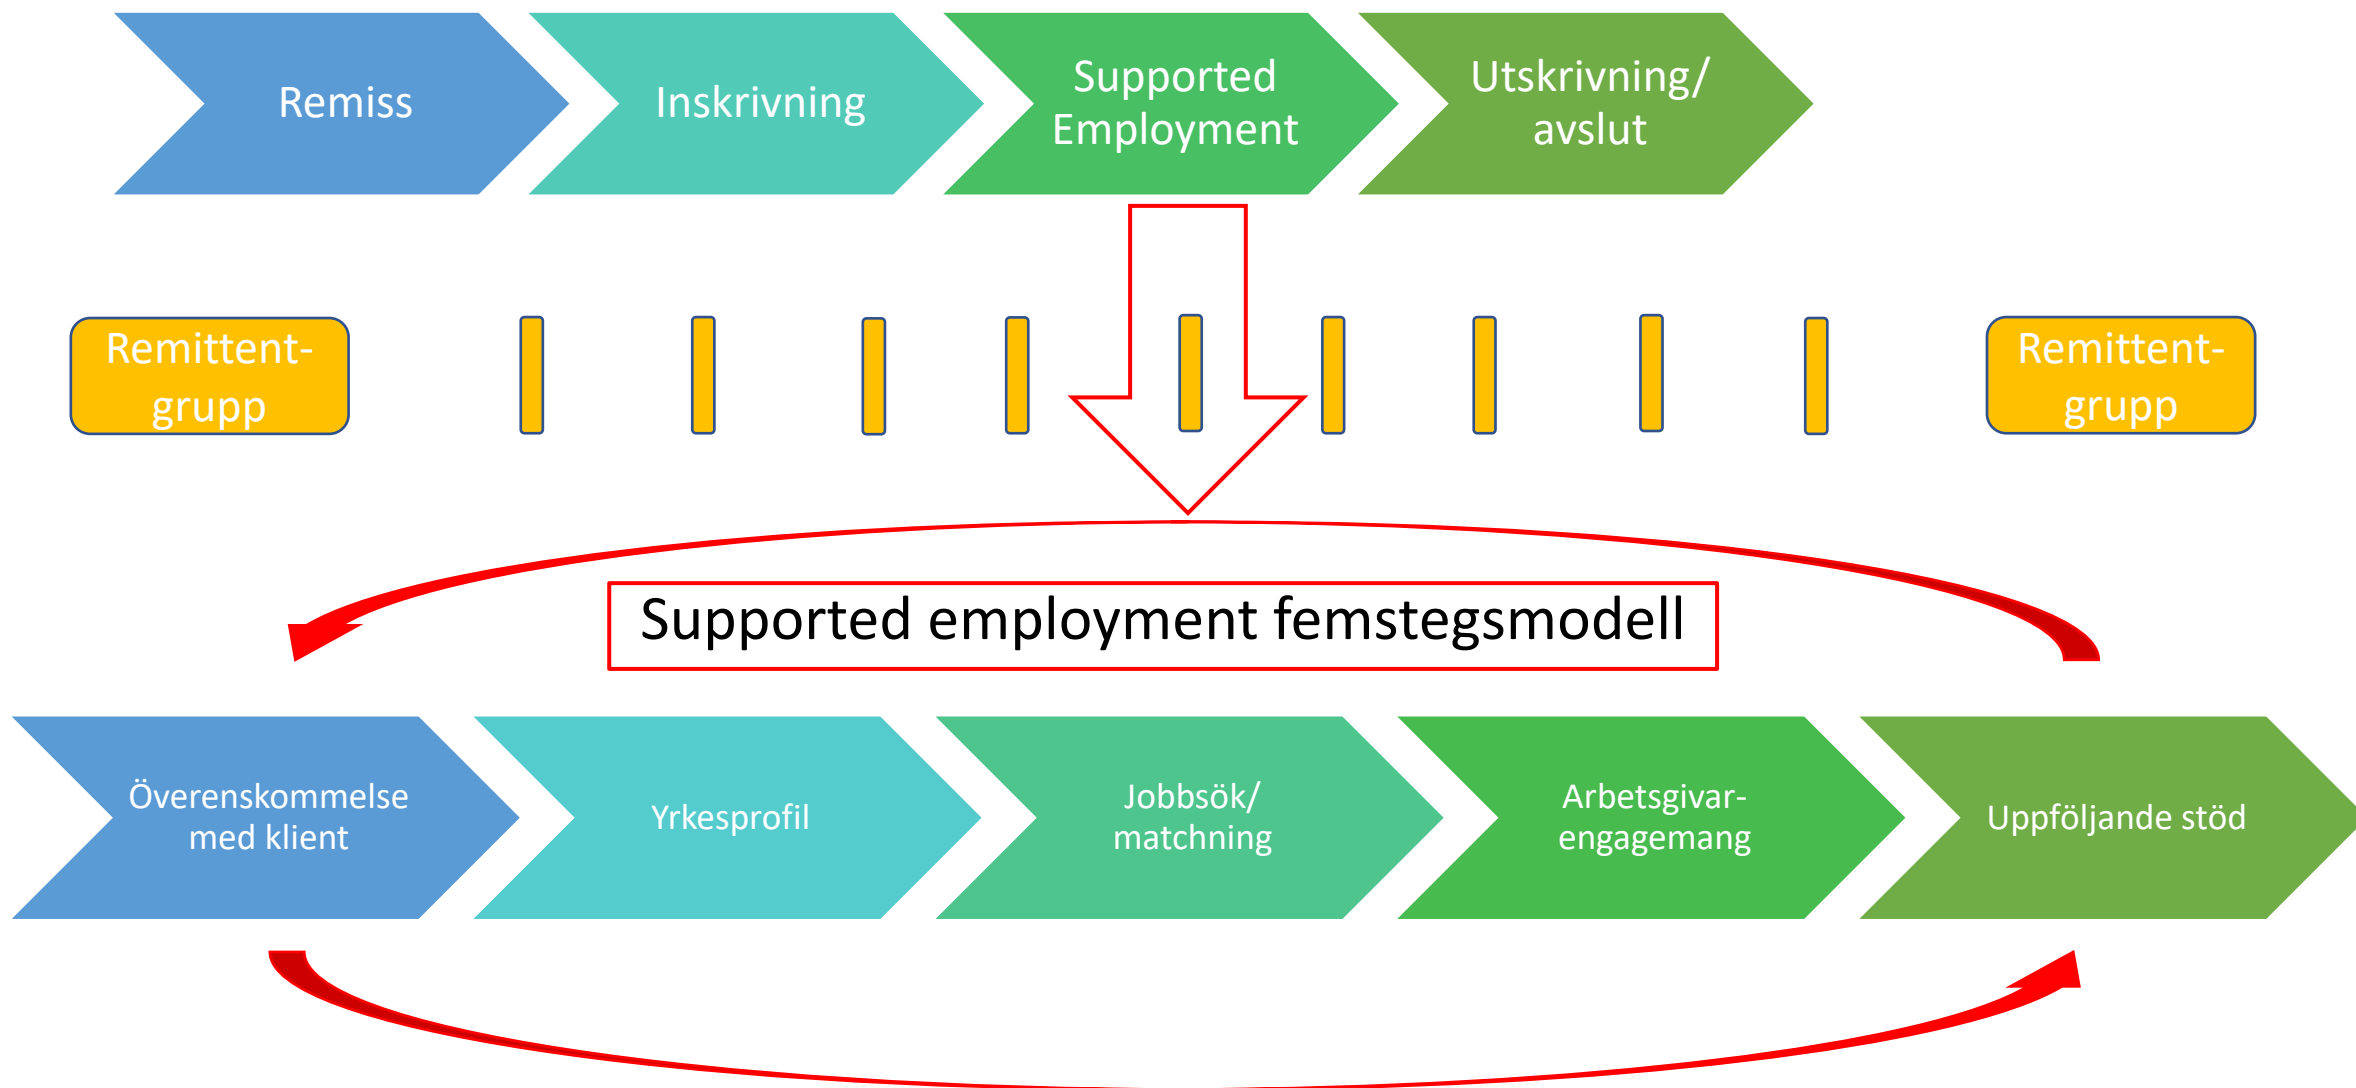 Remiss
Inskrivning
Supported
Employment
Utskrivning/
avslut
Remittent-
grupp
Remittent-
grupp
Supported employment femstegsmodell
Överenskommelse
med klient
Yrkesprofil
Jobbsök/
matchning
Arbetsgivar-
engagemang
Uppföljande stöd